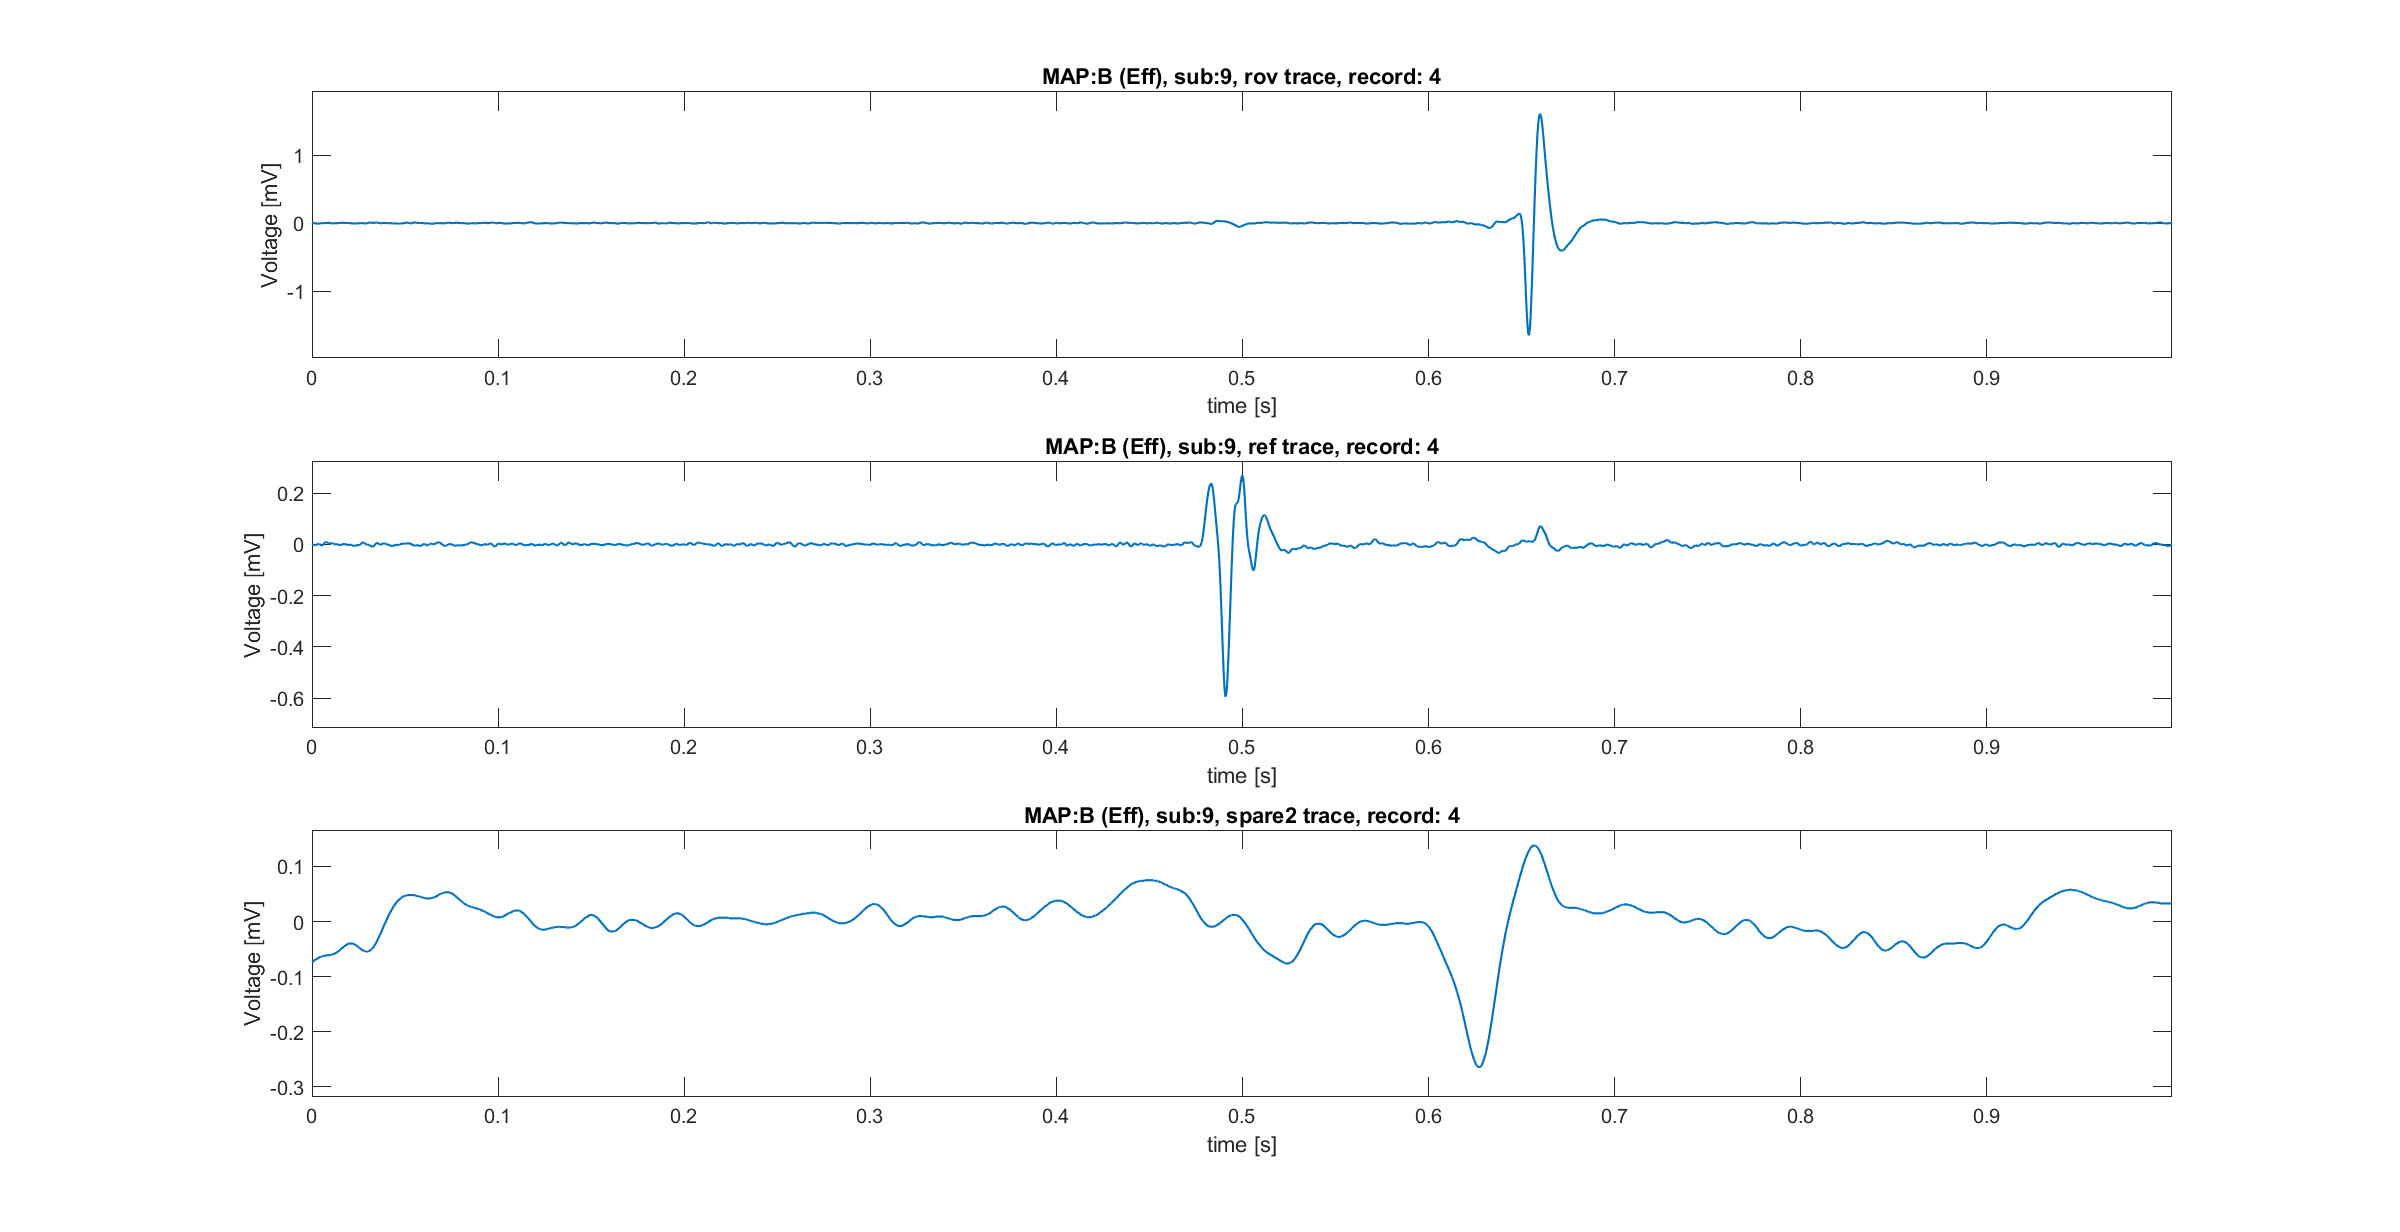 MAP:B (Eff), sub:9, rov trace, record: 4
Voltage [mV]
1
0
-1
0 0.1 0.2 0.3 0.4 0.5 0.6 0.7 0.8 0.9
time [s]
MAP:B (Eff), sub:9, ref trace, record: 4
Voltage [mV]
0.2
0
-0.2
-0.4
-0.6
0 0.1 0.2 0.3 0.4 0.5 0.6 0.7 0.8 0.9
time [s]
MAP:B (Eff), sub:9, spare2 trace, record: 4
Voltage [mV]
0.1
0
-0.1
-0.2
-0.3
0 0.1 0.2 0.3 0.4 0.5 0.6 0.7 0.8 0.9
time [s]